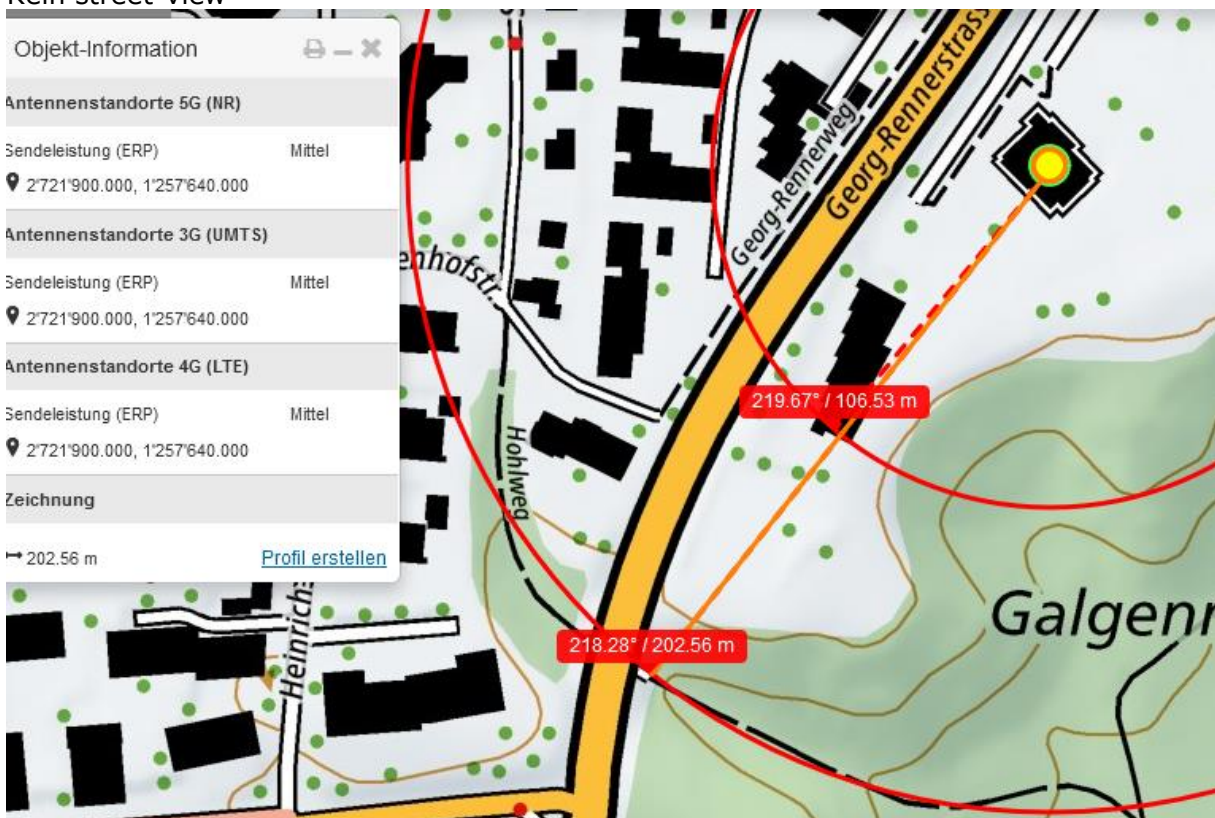 Kein street view
Objekt-Information
Antennenstandorte 5G (NR)
Sendeleistung (ERP) Mittel
2'721'900.000, 1'257'640.000
Antennenstandorte 3G (UMTS)
Sendeleistung (ERP) Mittel
2'721'900.000, 1'257'640.000
Antennenstandorte 4G (LTE)
Sendeleistung (ERP) Mittel
2'721'900.000, 1'257'640.000
Zeichnung
202.56 m Profil erstellen
Georg-Rennerstrass
Georg-Rennerweg
enhofstr.
219.67° / 106.53 m
Hohlweg
Galgenr
218.28° / 202.56 m
Heinrichs